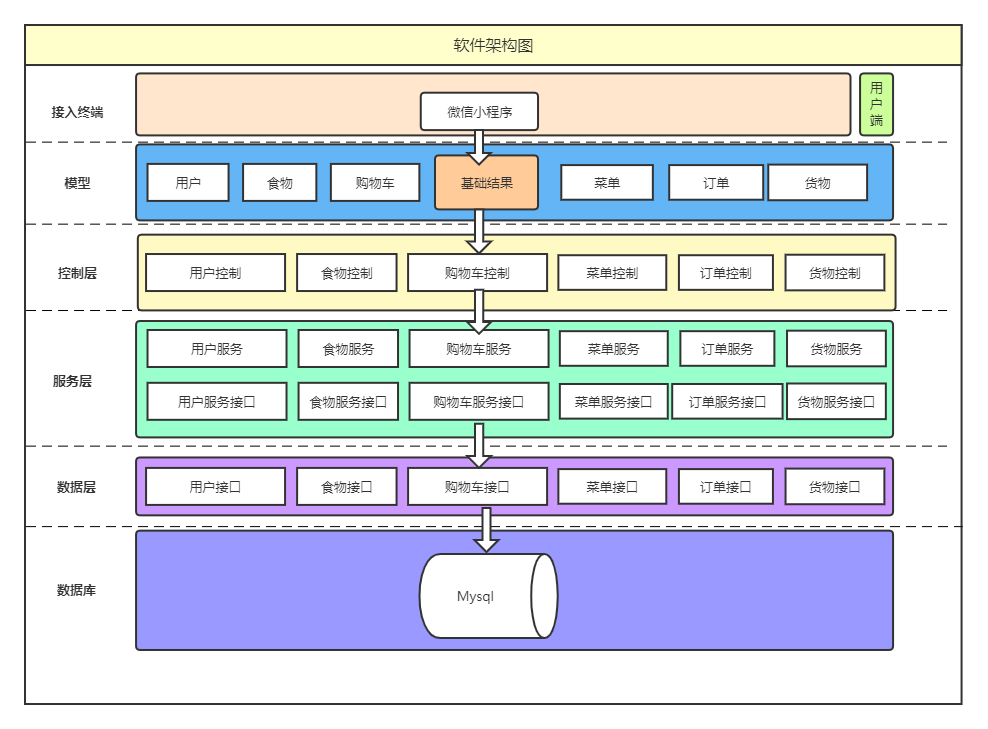 软件架构图
接入终端
微信小程序
用户端
模型
用户
食物
购物车
基础结果
菜单
订单
货物
控制层
用户控制
食物控制
购物车控制
菜单控制
订单控制
货物控制
服务层
用户服务
食物服务
购物车服务
菜单服务
订单服务
货物服务
用户服务接口
食物服务接口
购物车服务接口
菜单服务接口
订单服务接口
货物服务接口
数据层
用户接口
食物接口
购物车接口
菜单接口
订单接口
货物接口
数据库
Mysql